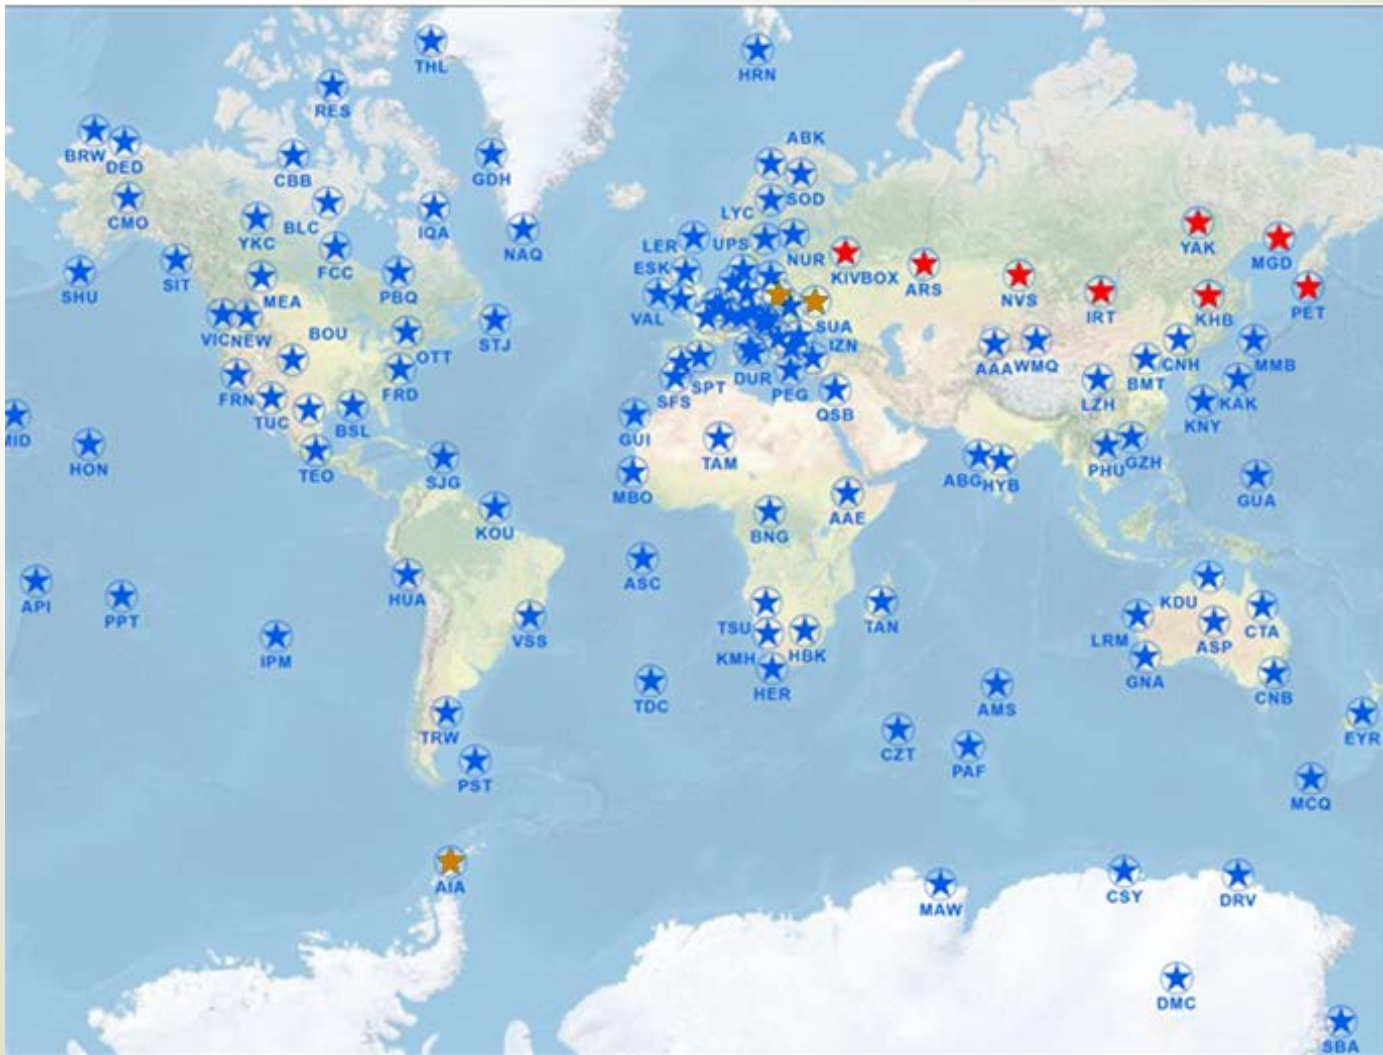 THL
HRN
RES
ABK
BRW
DED
CBB
GDH
SOD
CMO
BLC
LYC
YKC
IQA
YAK
NAQ
LER
UPS
NUR
MGD
FCC
KIVBOX
SIT
ESK
ARS
SHU
MEA
PBQ
NVS
PET
IRT
KHB
VAL
SUA
VIC
NEW
BOU
STJ
OTT
IZN
AAA
WMQ
CNH
MMB
DUR
BMT
SPT
PEG
FRN
FRD
SFS
LZH
KAK
QSB
TUC
BSL
KNY
MID
GUI
HON
TAM
PHU
GZH
TEO
SJG
ABG
HYB
MBO
GUA
AAE
KOU
BNG
ASC
HUA
KDU
API
PPT
VSS
TSU
TAN
CTA
LRM
ASP
IPM
KMH
HBK
GNA
HER
CNB
TDC
AMS
TRW
EYR
CZT
PAF
PST
MCQ
AIA
CSY
DRV
MAW
DMC
SBA